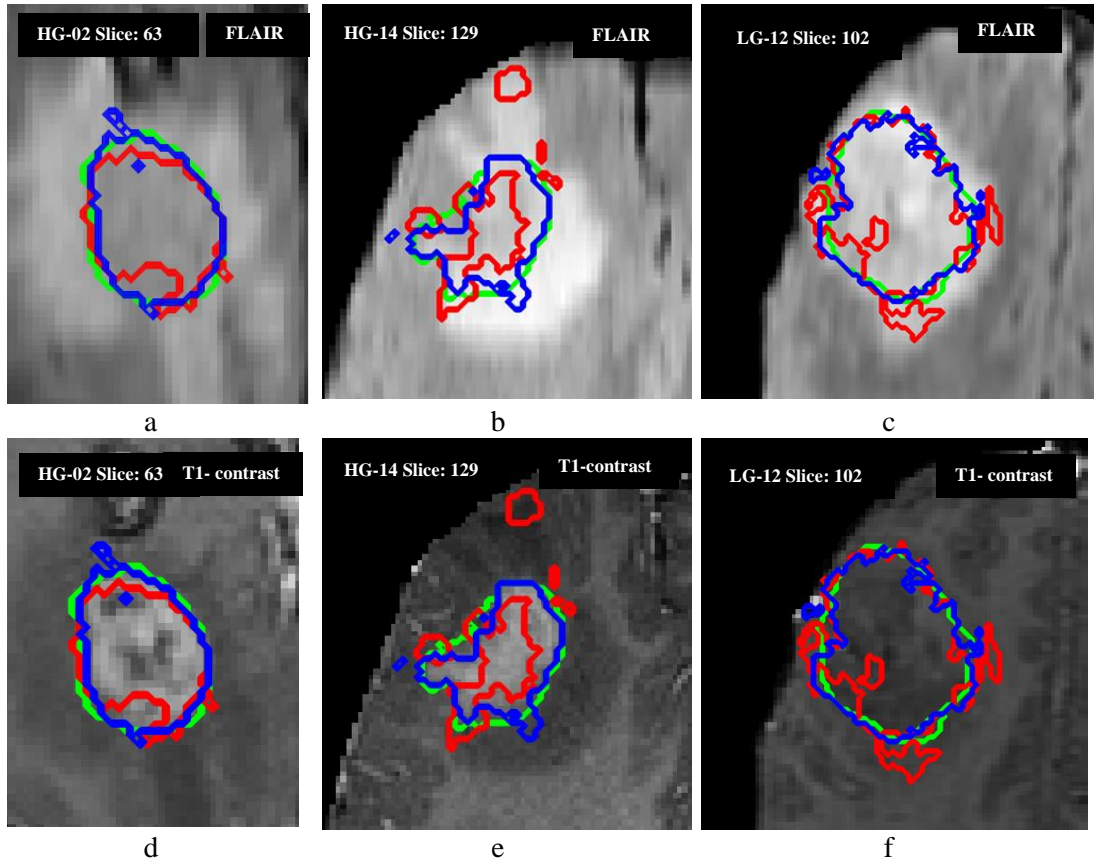 HG-02 Slice: 63 FLAIR
HG-14 Slice: 129 FLAIR
LG-12 Slice: 102 FLAIR
a b c
HG-02 Slice: 63 T1- contrast
HG-14 Slice: 129 T1-contrast
LG-12 Slice: 102 T1- contrast
d e f